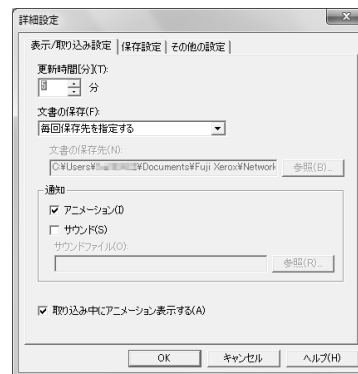 詳細設定
表示/取り込み設定 保存設定 その他の設定
更新時間[分](T):
分
文書の保存(F):
毎回保存先を指定する
文書の保存先(N):
C:¥Users¥ ¥Documents¥Fuji Xerox¥Network 参照(B)...
通知
アニメーション(I)
サウンド(S)
サウンドファイル(O):
参照(R)...
取り込み中にアニメーション表示する(A)
OK キャンセル ヘルプ(H)